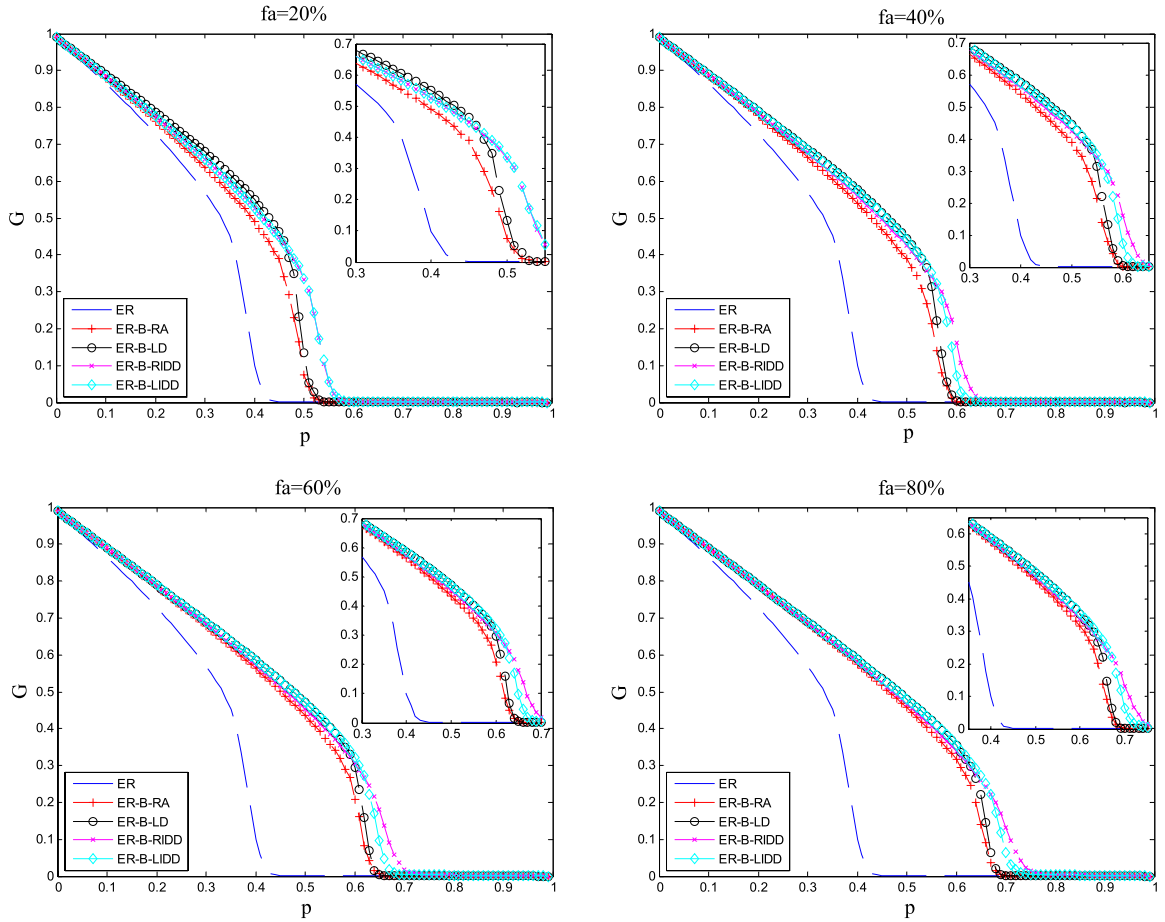 fa=20%
1
0.9
0.8
0.7
0.6
0.5
0.4
0.3
0.2
0.1
0
G
0 0.1 0.2 0.3 0.4 0.5 0.6 0.7 0.8 0.9 1
p
0.7
0.6
0.5
0.4
0.3
0.2
0.1
0
0.3 0.4 0.5
ER
ER-B-RA
ER-B-LD
ER-B-RIDD
ER-B-LIDD
fa=40%
1
0.9
0.8
0.7
0.6
0.5
0.4
0.3
0.2
0.1
0
G
0 0.1 0.2 0.3 0.4 0.5 0.6 0.7 0.8 0.9 1
p
0.7
0.6
0.5
0.4
0.3
0.2
0.1
0
0.3 0.4 0.5 0.6
ER
ER-B-RA
ER-B-LD
ER-B-RIDD
ER-B-LIDD
fa=60%
1
0.9
0.8
0.7
0.6
0.5
0.4
0.3
0.2
0.1
0
G
0 0.1 0.2 0.3 0.4 0.5 0.6 0.7 0.8 0.9 1
p
0.7
0.6
0.5
0.4
0.3
0.2
0.1
0
0.3 0.4 0.5 0.6 0.7
ER
ER-B-RA
ER-B-LD
ER-B-RIDD
ER-B-LIDD
fa=80%
1
0.9
0.8
0.7
0.6
0.5
0.4
0.3
0.2
0.1
0
G
0 0.1 0.2 0.3 0.4 0.5 0.6 0.7 0.8 0.9 1
p
0.6
0.5
0.4
0.3
0.2
0.1
0
0.4 0.5 0.6 0.7
ER
ER-B-RA
ER-B-LD
ER-B-RIDD
ER-B-LIDD